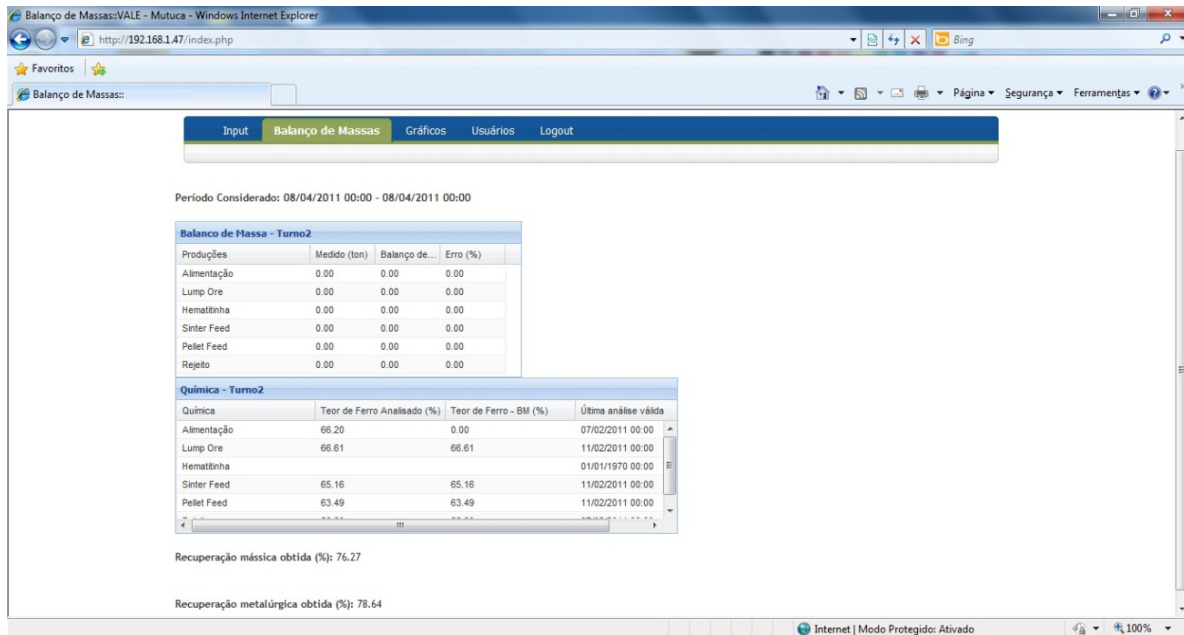 Balanço de Massas::VALE - Mutuca - Windows Internet Explorer
http://192.168.1.47/index.php
Bing
Favoritos
Balanço de Massas::
Página Segurança Ferramentas
Input Balanço de Massas Gráficos Usuários Logout
Período Considerado: 08/04/2011 00:00 - 08/04/2011 00:00
Balanco de Massa - Turno2
Produções Medido (ton) Balanço de... Erro (%)
Alimentação 0.00 0.00 0.00
Lump Ore 0.00 0.00 0.00
Hematitinha 0.00 0.00 0.00
Sinter Feed 0.00 0.00 0.00
Pellet Feed 0.00 0.00 0.00
Rejeito 0.00 0.00 0.00
Química - Turno2
Química Teor de Ferro Analisado (%) Teor de Ferro - BM (%) Última análise válida
Alimentação 66.20 0.00 07/02/2011 00:00
Lump Ore 66.61 66.61 11/02/2011 00:00
Hematitinha 01/01/1970 00:00
Sinter Feed 65.16 65.16 11/02/2011 00:00
Pellet Feed 63.49 63.49 11/02/2011 00:00
Recuperação mássica obtida (%): 76.27
Recuperação metalúrgica obtida (%): 78.64
Internet | Modo Protegido: Ativado 100%